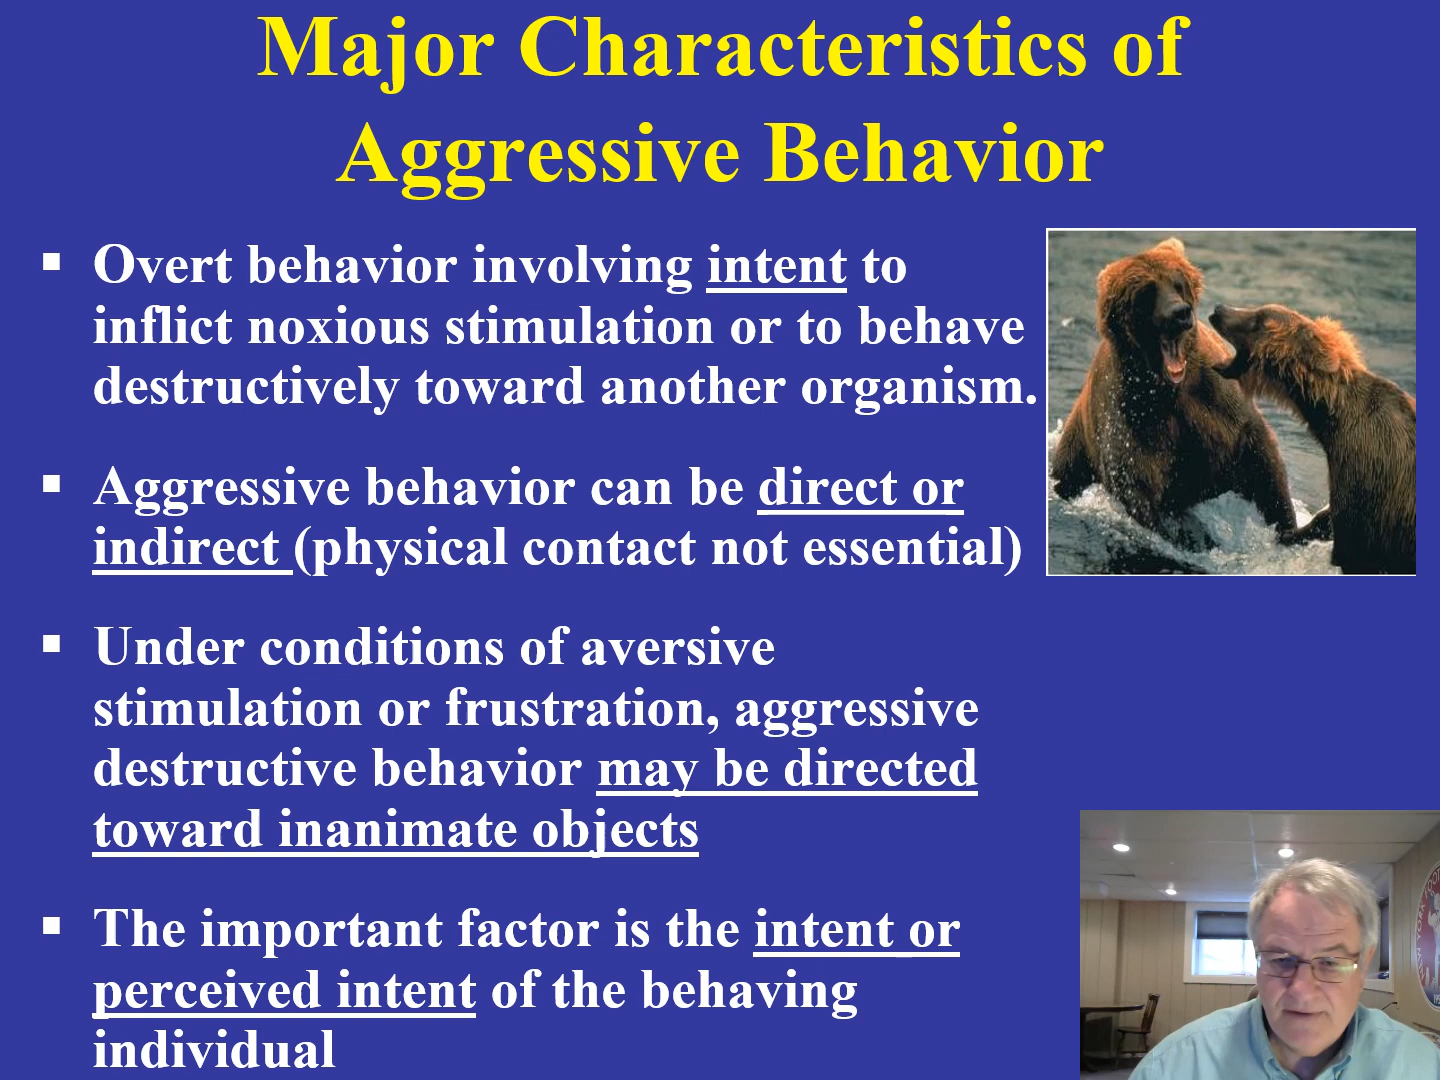 Major Characteristics of
Aggressive Behavior
▪ Overt behavior involving intent to
inflict noxious stimulation or to behave
destructively toward another organism.
▪ Aggressive behavior can be direct or
indirect (physical contact not essential)
▪ Under conditions of aversive
stimulation or frustration, aggressive
destructive behavior may be directed
toward inanimate objects
▪ The important factor is the intent or
perceived intent of the behaving
individual
YORK